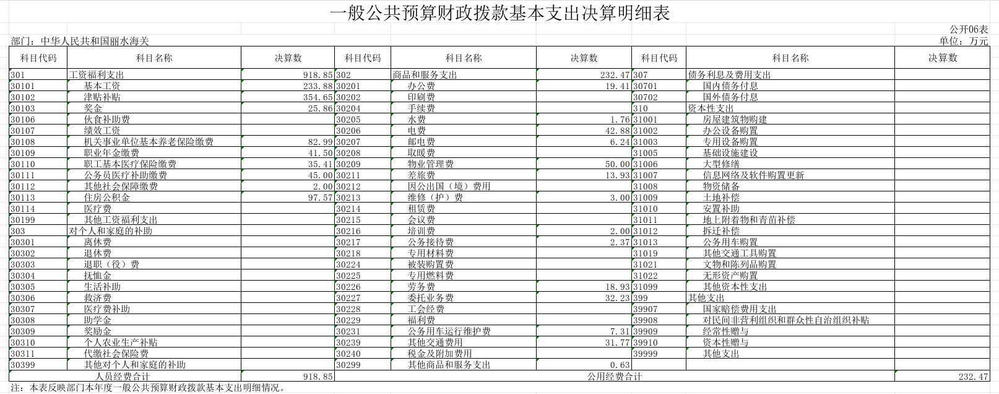 一般公共预算财政拨款基本支出决算明细表
公开06表
部门：中华人民共和国丽水海关 单位：万元
科目代码 科目名称 决算数 科目代码 科目名称 决算数 科目代码 科目名称 决算数
301 工资福利支出 918.85 302 商品和服务支出 232.47 307 债务利息及费用支出
30101 基本工资 233.88 30201 办公费 19.41 30701 国内债务付息
30102 津贴补贴 354.65 30202 印刷费 30702 国外债务付息
30103 奖金 25.86 30204 手续费 310 资本性支出
30106 伙食补助费 30205 水费 1.76 31001 房屋建筑物购建
30107 绩效工资 30206 电费 42.88 31002 办公设备购置
30108 机关事业单位基本养老保险缴费 82.99 30207 邮电费 6.24 31003 专用设备购置
30109 职业年金缴费 41.50 30208 取暖费 31005 基础设施建设
30110 职工基本医疗保险缴费 35.41 30209 物业管理费 50.00 31006 大型修缮
30111 公务员医疗补助缴费 45.00 30211 差旅费 13.93 31007 信息网络及软件购置更新
30112 其他社会保障缴费 2.00 30212 因公出国（境）费用 31008 物资储备
30113 住房公积金 97.57 30213 维修（护）费 3.00 31009 土地补偿
30114 医疗费 30214 租赁费 31010 安置补助
30199 其他工资福利支出 30215 会议费 31011 地上附着物和青苗补偿
303 对个人和家庭的补助 30216 培训费 2.00 31012 拆迁补偿
30301 离休费 30217 公务接待费 2.37 31013 公务用车购置
30302 退休费 30218 专用材料费 31019 其他交通工具购置
30303 退职（役）费 30224 被装购置费 31021 文物和陈列品购置
30304 抚恤金 30225 专用燃料费 31022 无形资产购置
30305 生活补助 30226 劳务费 18.93 31099 其他资本性支出
30306 救济费 30227 委托业务费 32.23 399 其他支出
30307 医疗费补助 30228 工会经费 39907 国家赔偿费用支出
30308 助学金 30229 福利费 39908 对民间非营利组织和群众性自治组织补贴
30309 奖励金 30231 公务用车运行维护费 7.31 39909 经常性赠与
30310 个人农业生产补贴 30239 其他交通费用 31.77 39910 资本性赠与
30311 代缴社会保险费 30240 税金及附加费用 39999 其他支出
30399 其他对个人和家庭的补助 30299 其他商品和服务支出 0.63
人员经费合计 918.85 公用经费合计 232.47
注：本表反映部门本年度一般公共预算财政拨款基本支出明细情况。